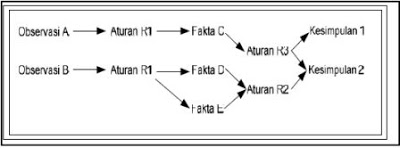 Observasi A Aturan R1 Fakta C Kesimpulan 1
Aturan R3
Observasi B Aturan R1 Fakta D Kesimpulan 2
Aturan R2
Fakta E